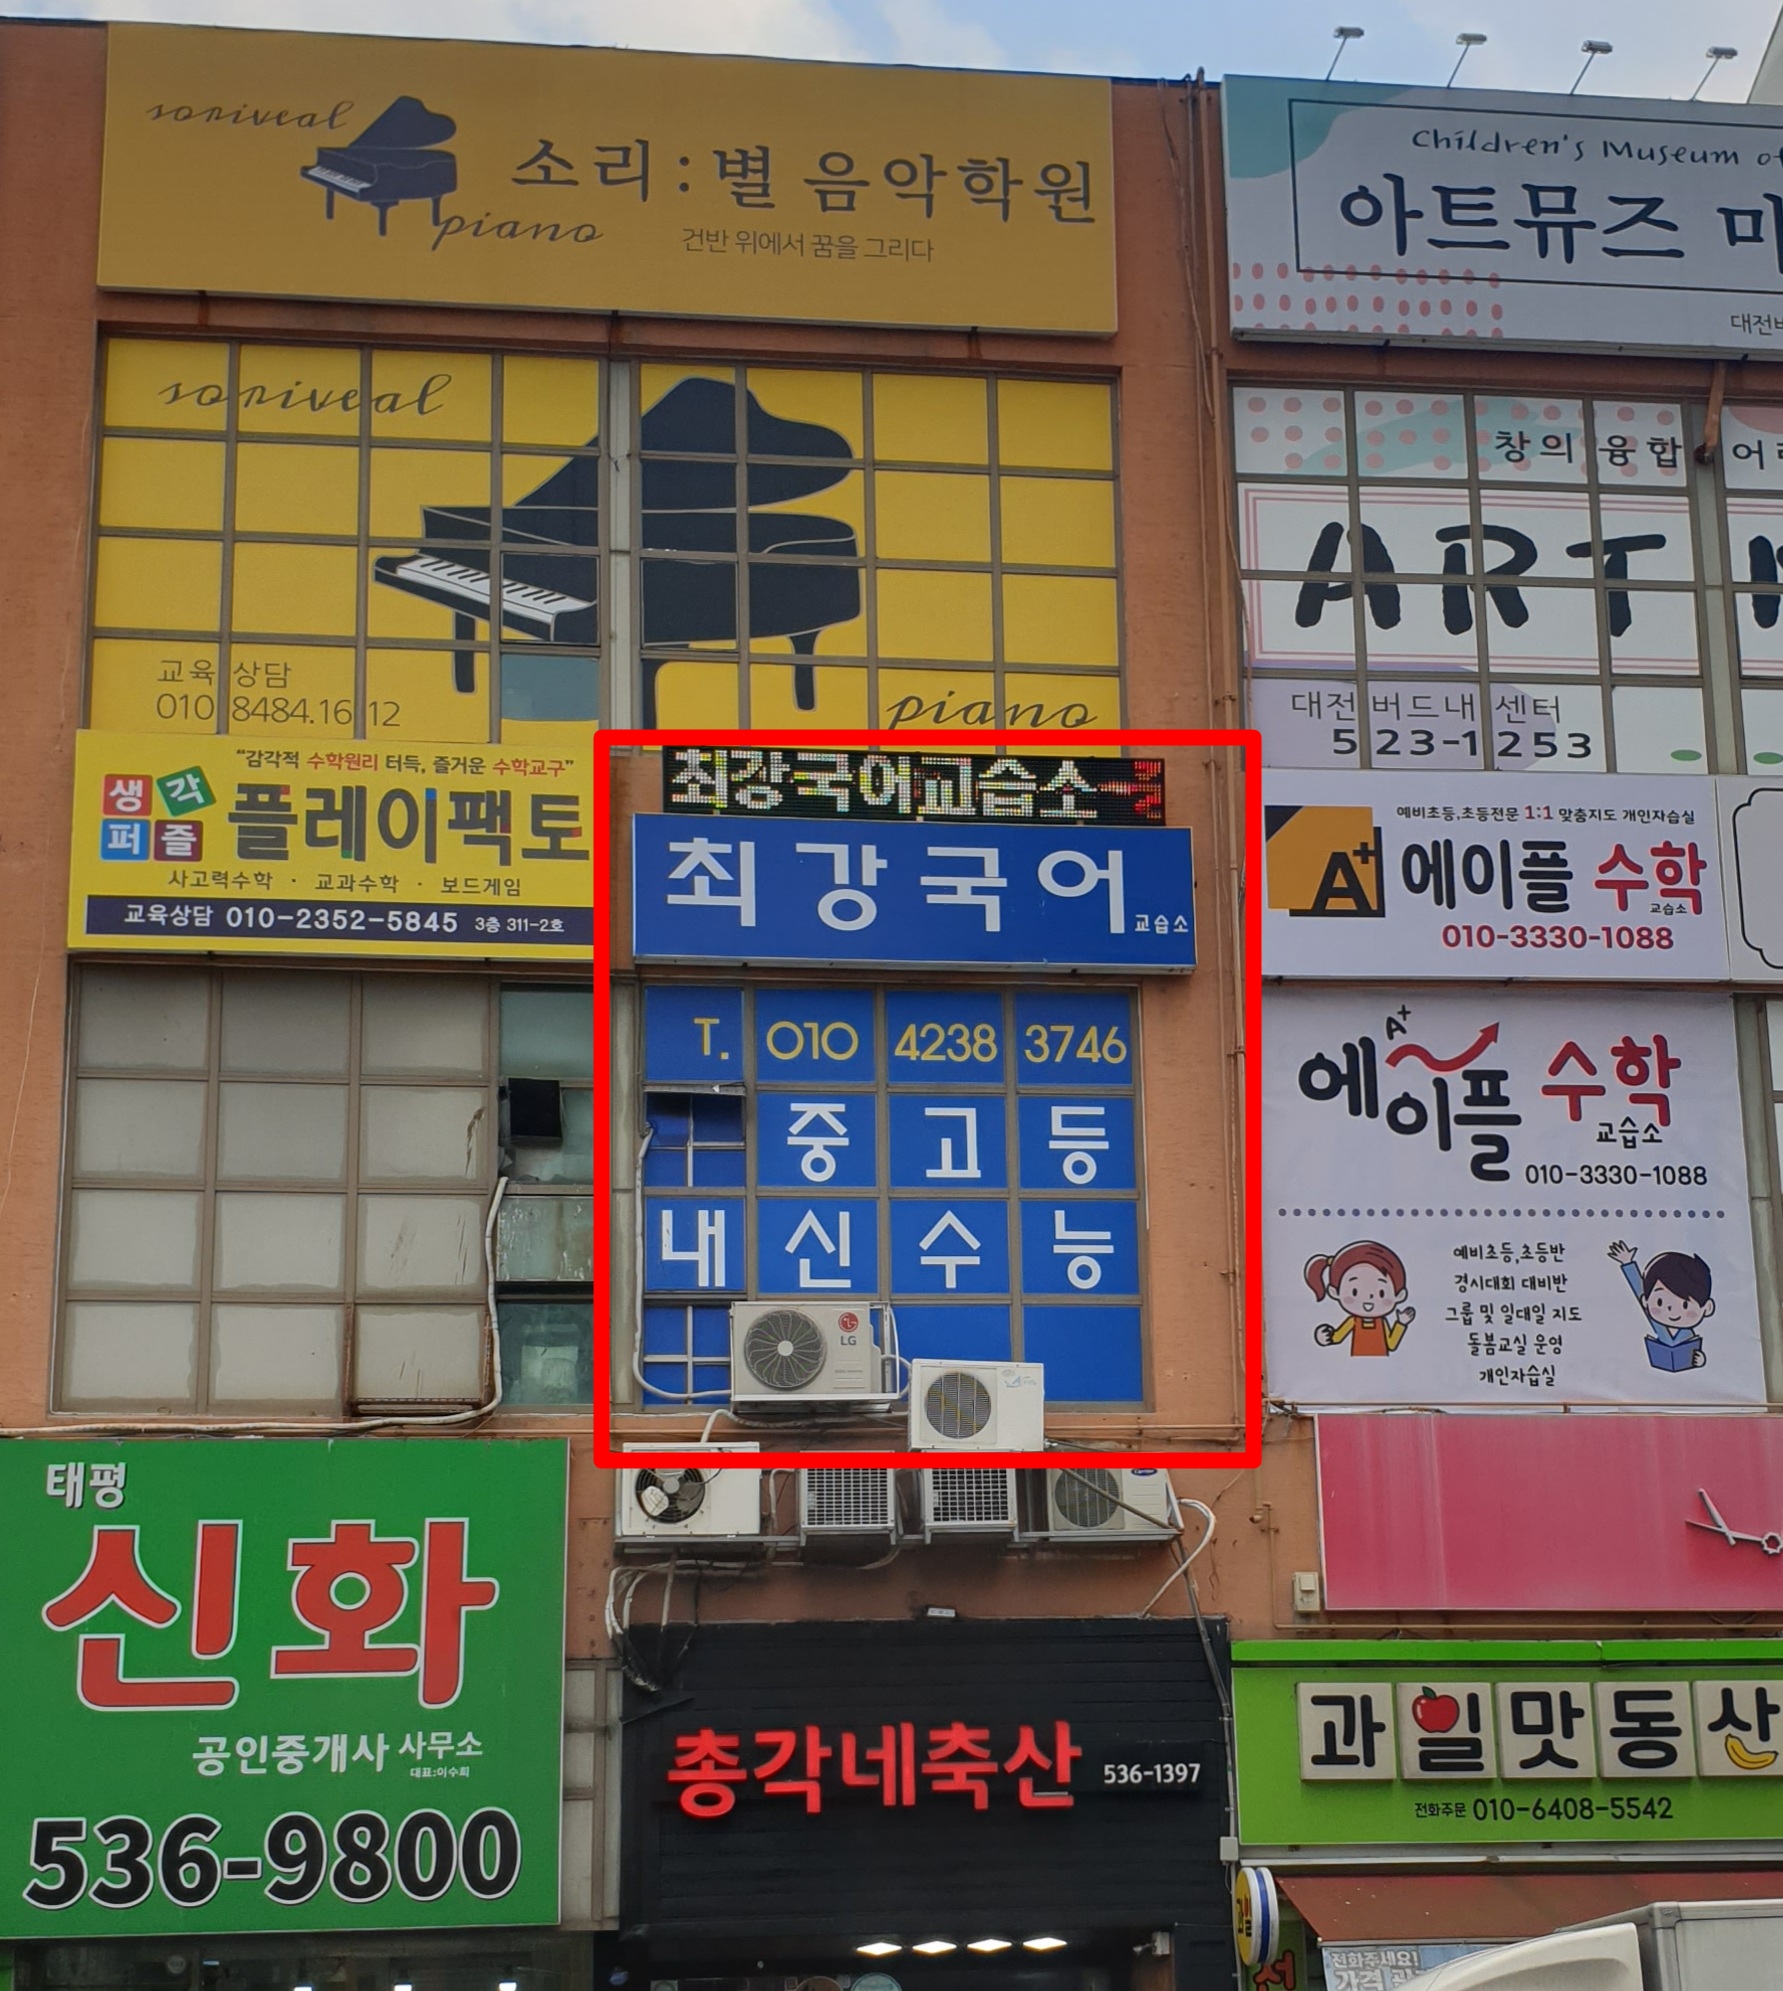 soriveal
piano
소리:별 음악학원
건반 위에서 꿈을 그리다
Children's Museum of
아트뮤즈
soriveal
piano
교육 상담
010 8484.1612
창의 융합
ART
대전 버드내 센터
523-1253
"감각적 수학원리 터득, 즐거운 수학교구"
생각
퍼즐
플레이팩토
사고력수학 · 교과수학 · 보드게임
교육상담 010-2352-5845 3층 311-2호
최강국어교습소
최강국어 교습소
T. 010 4238 3746
중고등
내신수능
LG
예비초등,초등전문 1:1 맞춤지도 개인자습실
A+ 에이플 수학
교습소
010-3330-1088
A+
에이플 수학
교습소
010-3330-1088
예비초등,초등반
경시대회 대비반
그룹 및 일대일 지도
돌봄교실 운영
개인자습실
태평
신화
공인중개사 사무소
대표:이수희
536-9800
총각네축산 536-1397
과일맛동산
전화주문 010-6408-5542
전화주세요!